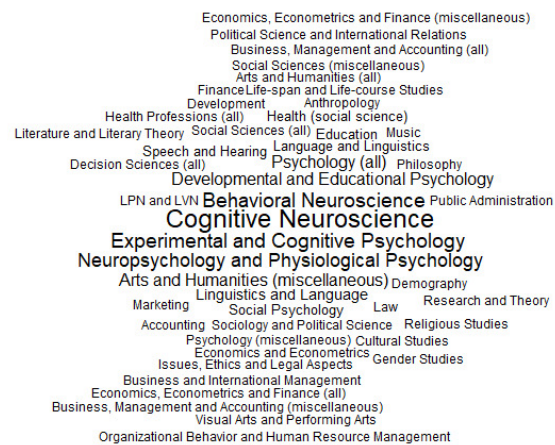 Economics, Econometrics and Finance (miscellaneous)
Political Science and International Relations
Business, Management and Accounting (all)
Social Sciences (miscellaneous)
Arts and Humanities (all)
Finance Life-span and Life-course Studies
Development Anthropology
Health Professions (all) Health (social science)
Literature and Literary Theory Social Sciences (all) Education Music
Speech and Hearing Language and Linguistics
Decision Sciences (all) Psychology (all) Philosophy
Developmental and Educational Psychology
LPN and LVN Behavioral Neuroscience Public Administration
Cognitive Neuroscience
Experimental and Cognitive Psychology
Neuropsychology and Physiological Psychology
Arts and Humanities (miscellaneous) Demography
Linguistics and Language Research and Theory
Marketing Social Psychology Law
Accounting Sociology and Political Science Religious Studies
Psychology (miscellaneous) Cultural Studies
Economics and Econometrics Gender Studies
Issues, Ethics and Legal Aspects
Business and International Management
Economics, Econometrics and Finance (all)
Business, Management and Accounting (miscellaneous)
Visual Arts and Performing Arts
Organizational Behavior and Human Resource Management